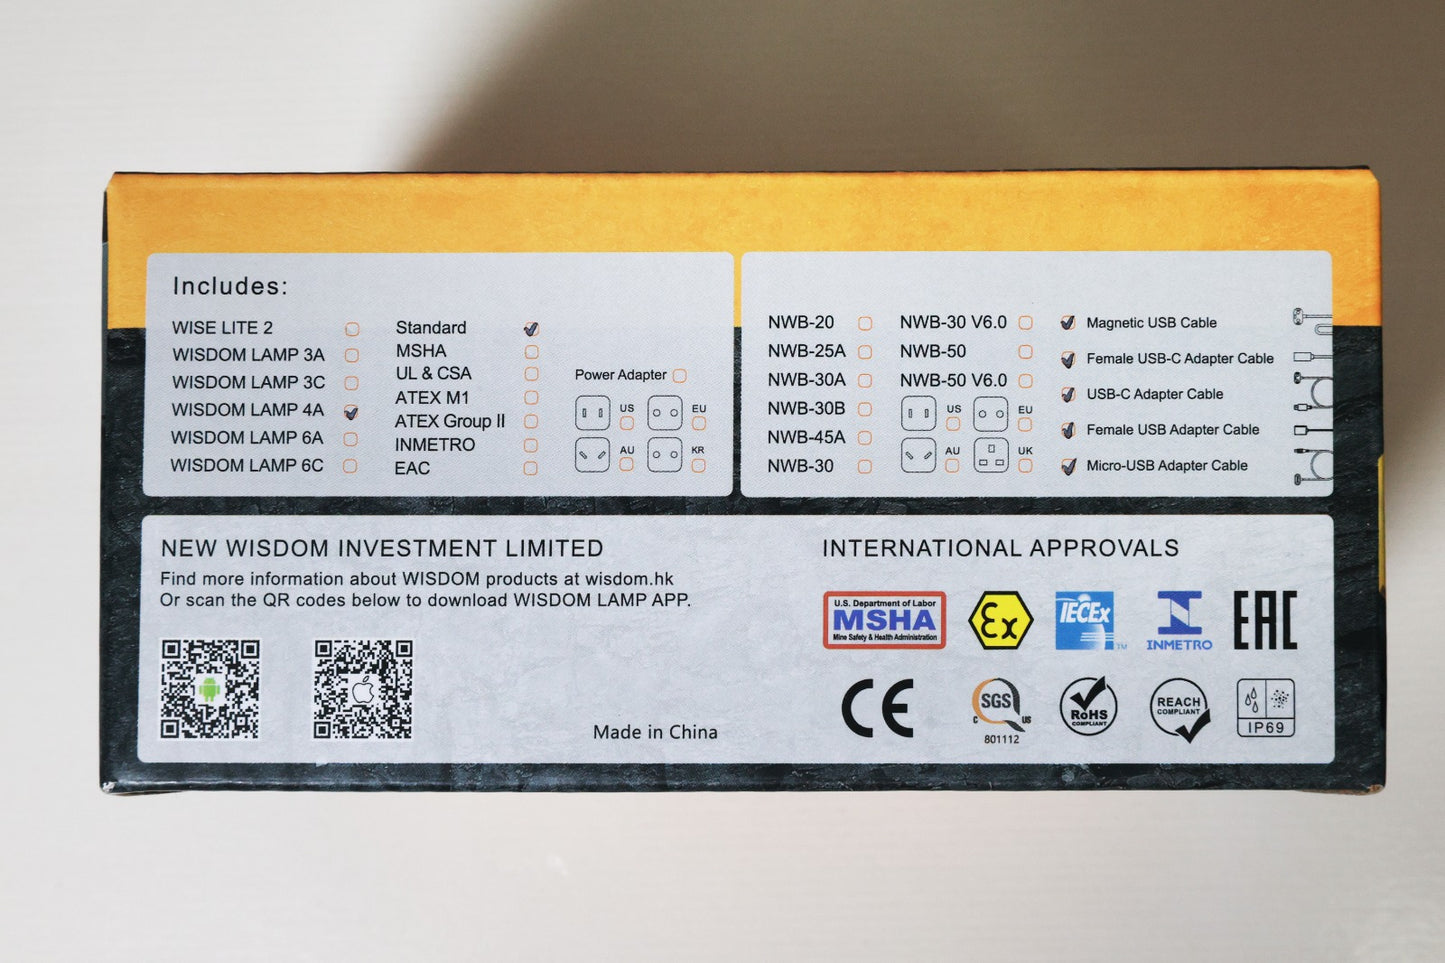 Includes:
WISE LITE 2
WISDOM LAMP 3A
WISDOM LAMP 3C
WISDOM LAMP 4A
WISDOM LAMP 6A
WISDOM LAMP 6C
Standard
MSHA
UL & CSA
ATEX M1
ATEX Group II
INMETRO
EAC
Power Adapter
US
EU
AU
KR
NWB-20
NWB-25A
NWB-30A
NWB-30B
NWB-45A
NWB-30
NWB-30 V6.0
NWB-50
NWB-50 V6.0
US
EU
AU
UK
Magnetic USB Cable
Female USB-C Adapter Cable
USB-C Adapter Cable
Female USB Adapter Cable
Micro-USB Adapter Cable
NEW WISDOM INVESTMENT LIMITED
Find more information about WISDOM products at wisdom.hk
Or scan the QR codes below to download WISDOM LAMP APP.
Made in China
INTERNATIONAL APPROVALS
U.S. Department of Labor
MSHA
Mine Safety & Health Administration
Ex
IECEx
TM
INMETRO
EAC
CE
SGS
C US
801112
RoHS
COMPLIANT
REACH
COMPLIANT
IP69